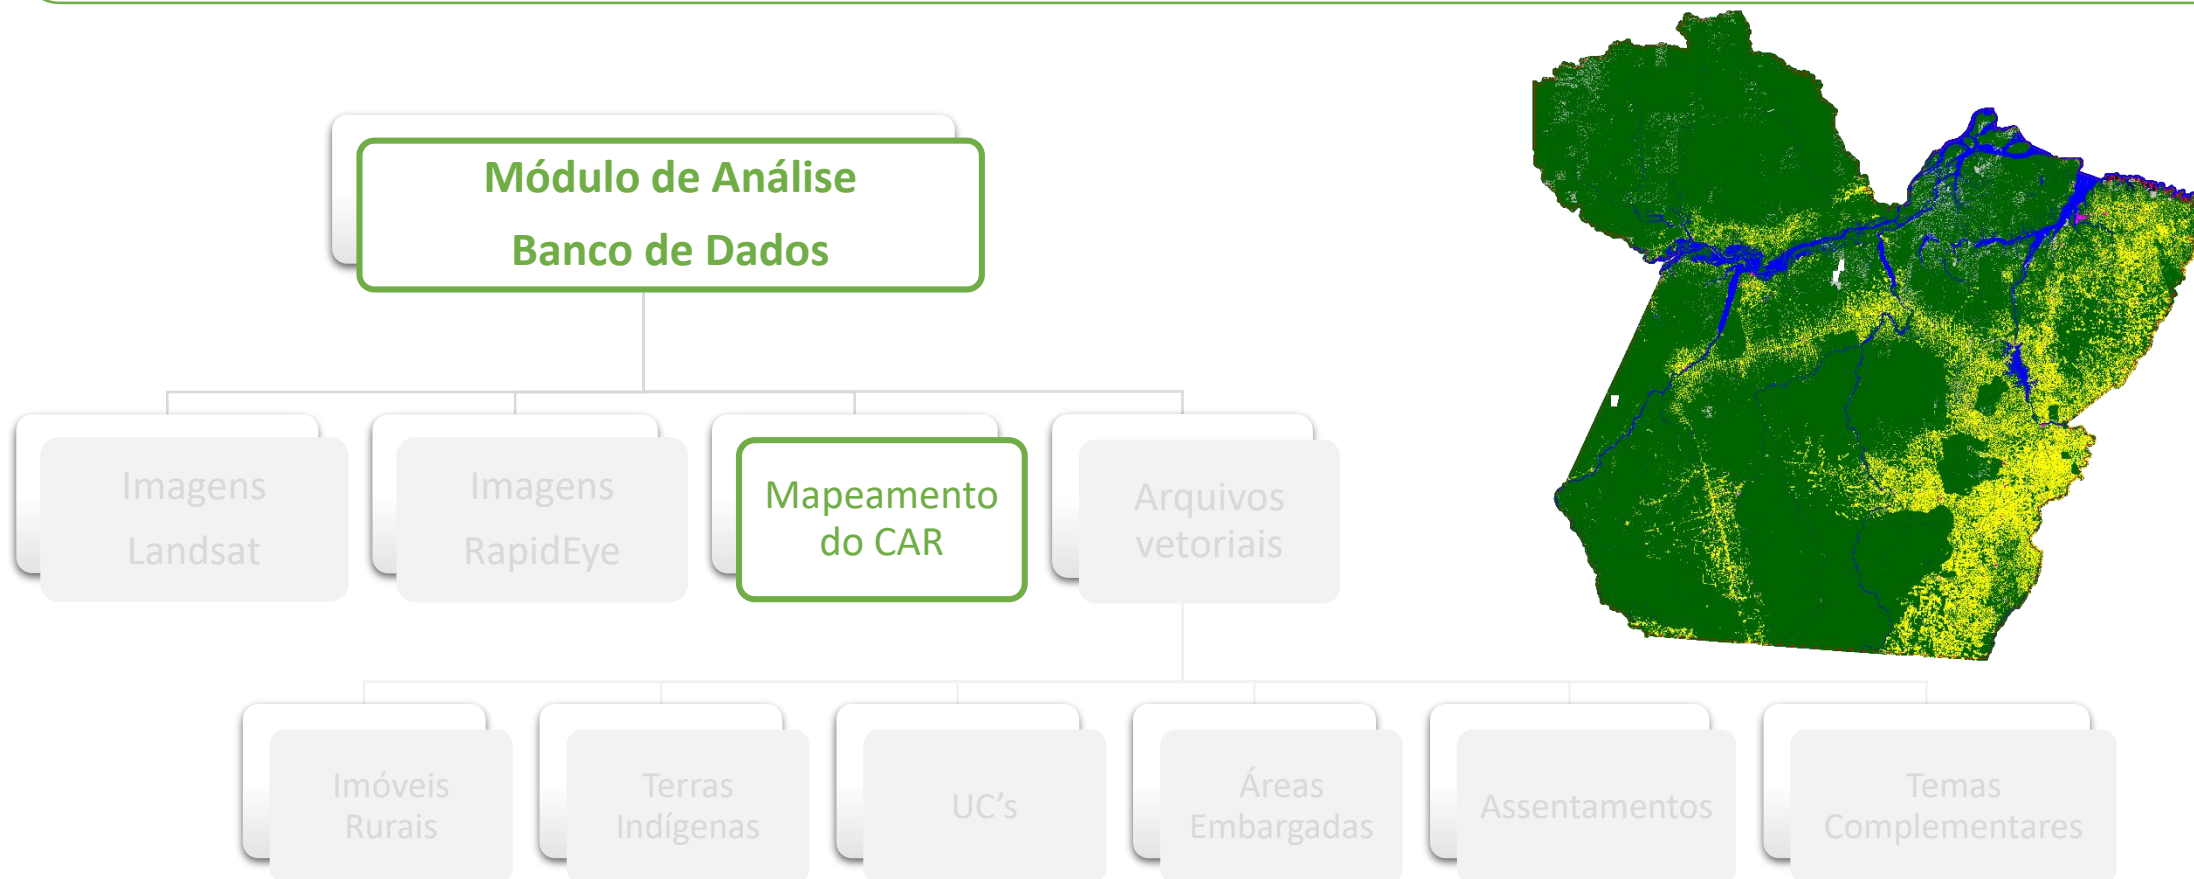 Módulo de Análise
Banco de Dados
Imagens
Landsat
Imagens
RapidEye
Mapeamento
do CAR
Arquivos
vetoriais
Imóveis
Rurais
Terras
Indígenas
UC’s
Áreas
Embargadas
Assentamentos
Temas
Complementares